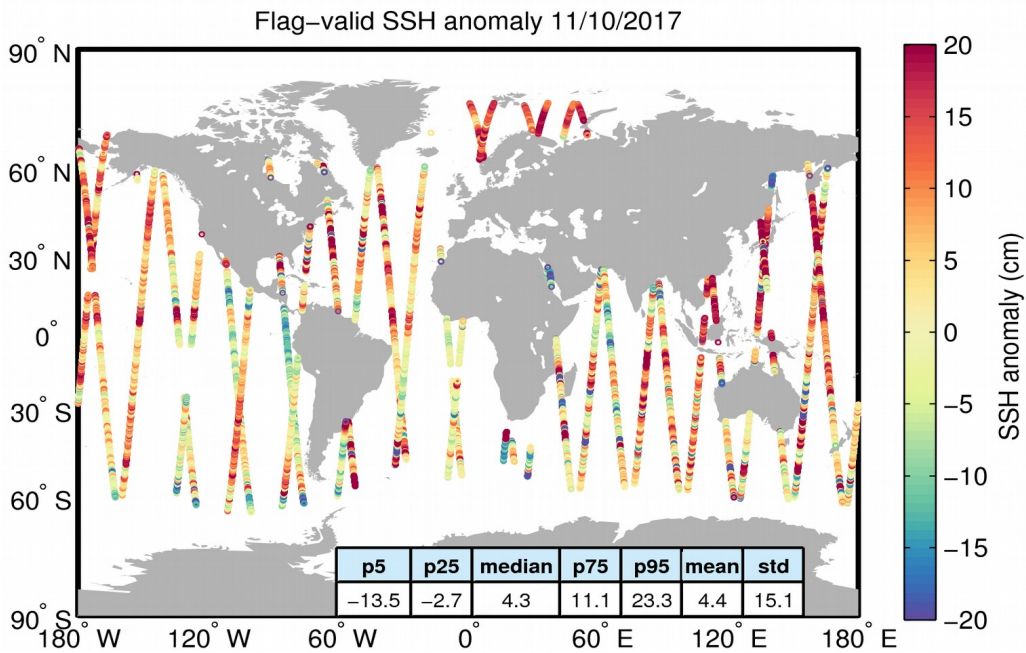 Flag−valid SSH anomaly 11/10/2017
90° N
60° N
30° N
0°
30° S
60° S
90° S
180° W
120° W
60° W
0°
60° E
120° E
180° E
p5 p25 median p75 p95 mean std
−13.5 −2.7 4.3 11.1 23.3 4.4 15.1
20
15
10
5
0
−5
−10
−15
−20
SSH anomaly (cm)